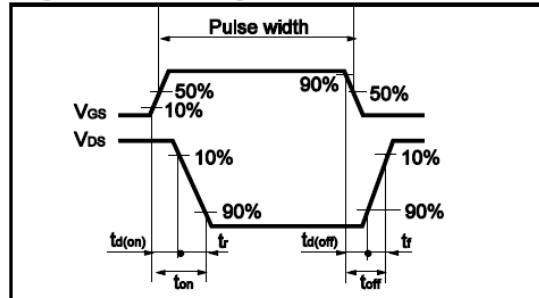 Pulse width
90%
50%
50%
VGS
10%
VDS
10%
10%
90%
90%
td(on)
tr
td(off)
tf
ton
toff